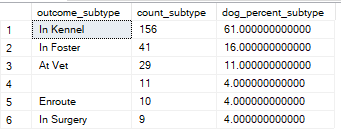 outcome_subtype count_subtype dog_percent_subtype
1 In Kennel 156 61.000000000000
2 In Foster 41 16.000000000000
3 At Vet 29 11.000000000000
4 11 4.000000000000
5 Enroute 10 4.000000000000
6 In Surgery 9 4.000000000000